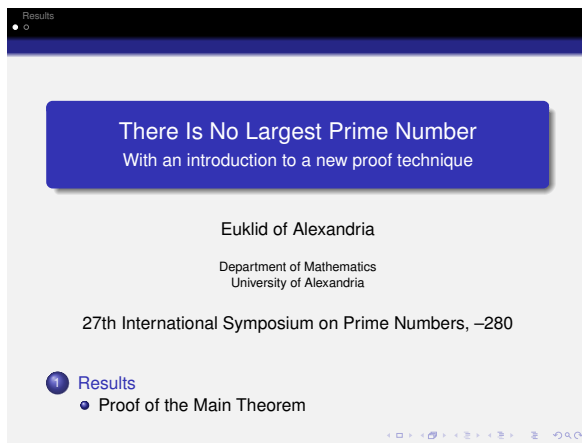 Results
There Is No Largest Prime Number
With an introduction to a new proof technique
Euklid of Alexandria
Department of Mathematics
University of Alexandria
27th International Symposium on Prime Numbers, –280
1 Results
Proof of the Main Theorem